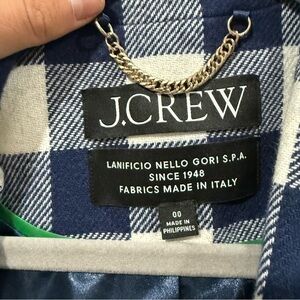 J.CREW
LANIFICIO NELLO GORI S.P.A.
SINCE 1948
FABRICS MADE IN ITALY
00
MADE IN
PHILIPPINES